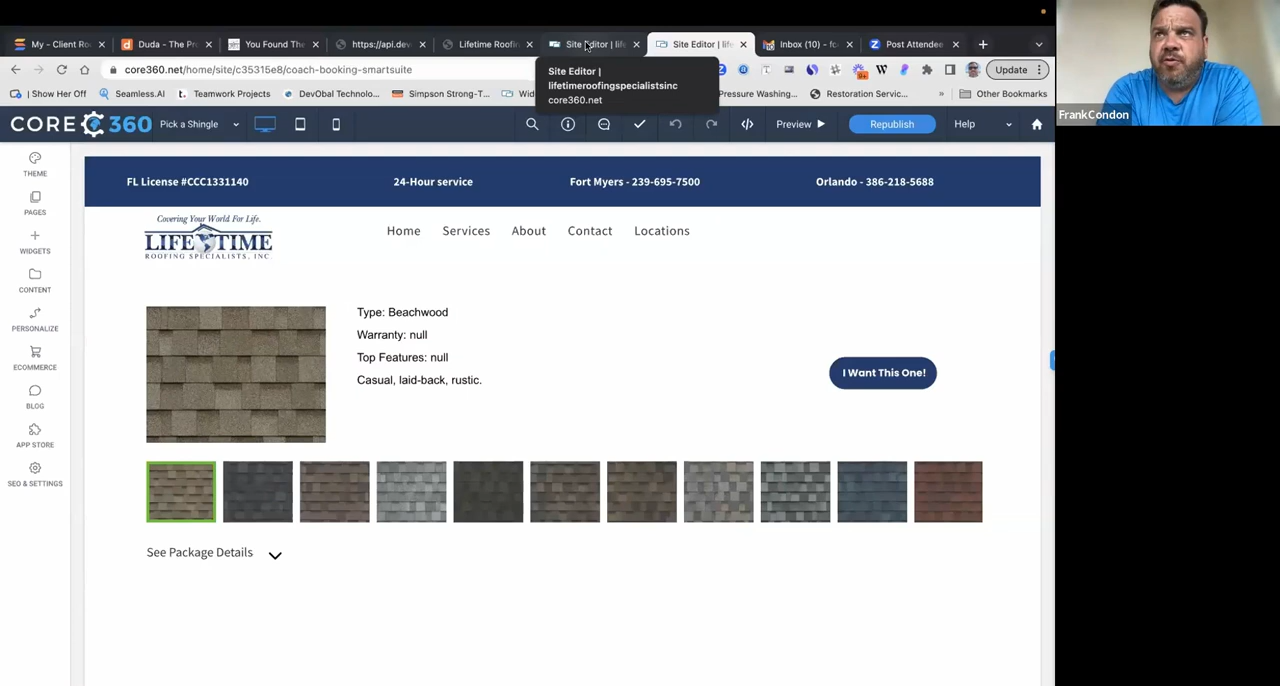 My - Client Ro
Duda - The Pr
You Found The
https://api.dev
Lifetime Roofin
Site Editor | life
Site Editor | life
Inbox (10) - fc
Post Attendee
core360.net/home/site/c35315e8/coach-booking-smartsuite
Update
Site Editor |
lifetimeroofingspecialistsinc
core360.net
| Show Her Off
Seamless.AI
Teamwork Projects
DevObal Technolo...
Simpson Strong-T...
Wid
Pressure Washing...
Restoration Servic...
Other Bookmarks
FrankCondon
CORE 360
Pick a Shingle
Preview
Republish
Help
THEME
PAGES
WIDGETS
CONTENT
PERSONALIZE
ECOMMERCE
BLOG
APP STORE
SEO & SETTINGS
FL License #CCC1331140
24-Hour service
Fort Myers - 239-695-7500
Orlando - 386-218-5688
Covering Your World For Life.
LIFETIME
ROOFING SPECIALISTS, INC
Home
Services
About
Contact
Locations
Type: Beachwood
Warranty: null
Top Features: null
Casual, laid-back, rustic.
I Want This One!
See Package Details